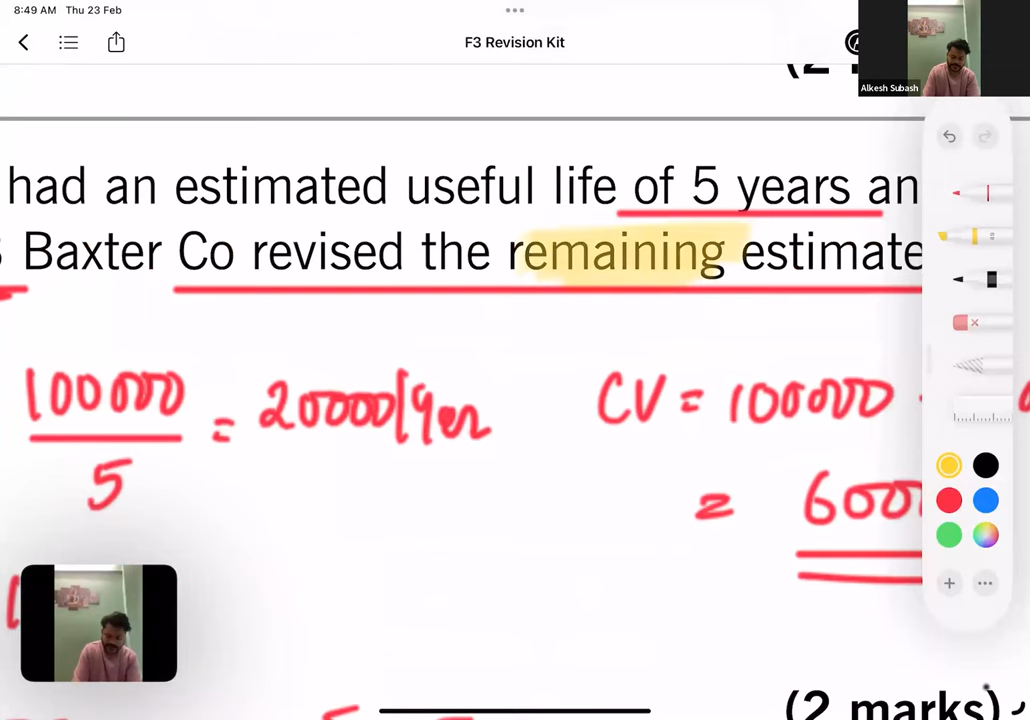 8:49 AM Thu 23 Feb
F3 Revision Kit
Alkesh Subash
(2
had an estimated useful life of 5 years an
Baxter Co revised the remaining estimate
100000
5
= 20000/year
CV = 100000 -
= 6000
(2 marks)